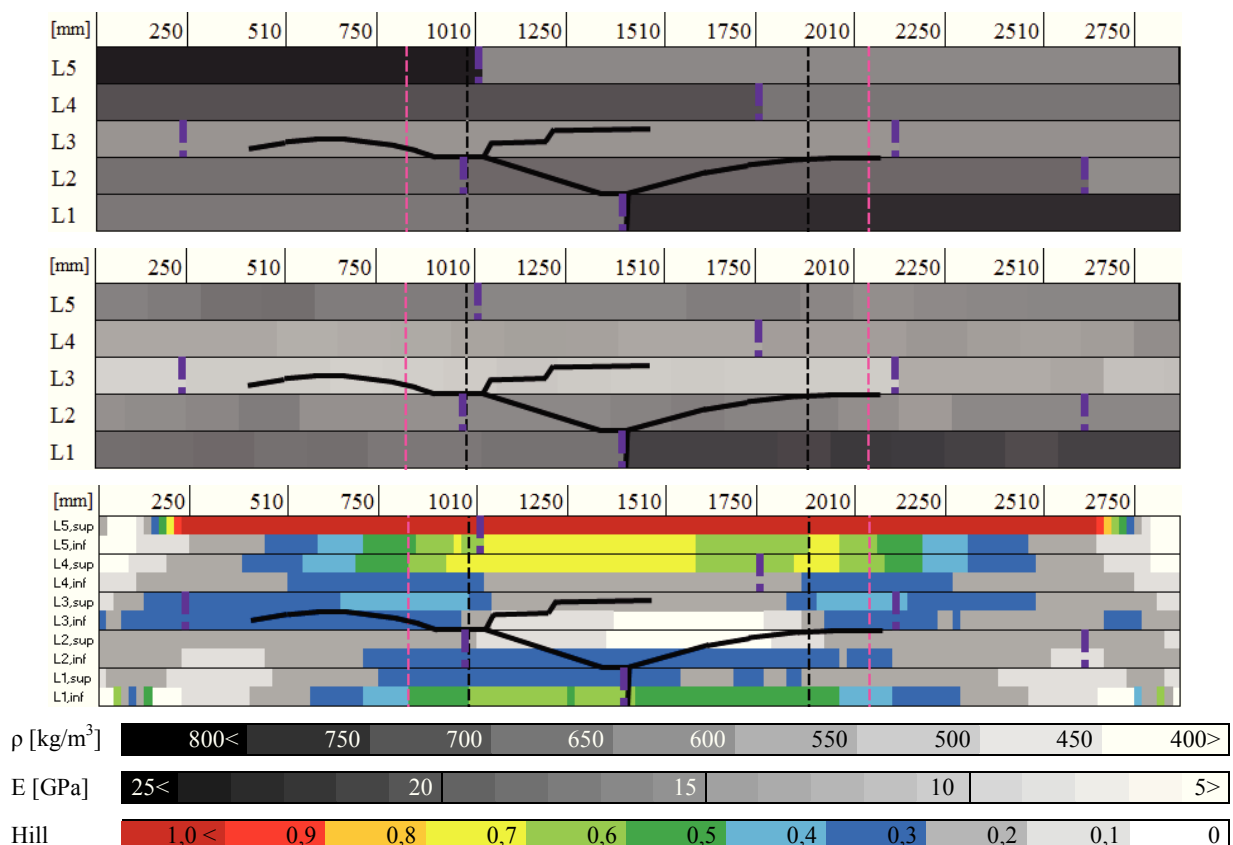 [mm] 250 510 750 1010 1250 1510 1750 2010 2250 2510 2750
L5
L4
L3
L2
L1
[mm] 250 510 750 1010 1250 1510 1750 2010 2250 2510 2750
L5
L4
L3
L2
L1
[mm] 250 510 750 1010 1250 1510 1750 2010 2250 2510 2750
L5,sup
L5,inf
L4,sup
L4,inf
L3,sup
L3,inf
L2,sup
L2,inf
L1,sup
L1,inf
ρ [kg/m³] 800< 750 700 650 600 550 500 450 400>
E [GPa] 25< 20 15 10 5>
Hill 1,0 < 0,9 0,8 0,7 0,6 0,5 0,4 0,3 0,2 0,1 0